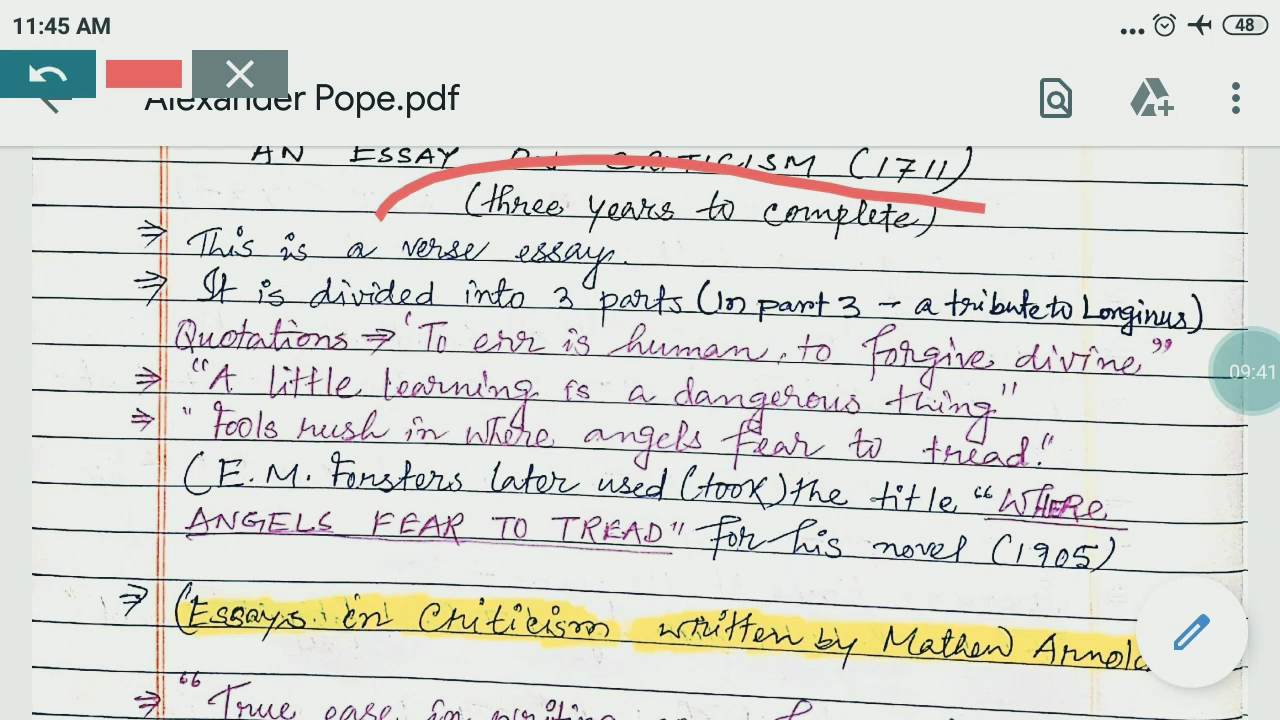 11:45 AM
48
Alexander Pope.pdf
AN ESSAY ON CRITICISM (1711)
(three years to complete)
⇒ This is a verse essay.
⇒ It is divided into 3 parts (In part 3 - a tribute to Longinus)
Quotations ⇒ 'To err is human, to forgive divine”
⇒ “A little learning is a dangerous thing"
⇒ " Fools rush in where angels fear to tread."
(E.M. Forsters later used (took) the title “WHERE
ANGELS FEAR TO TREAD" for his novel (1905)
⇒ (Essays in Criticism written by Mathew Arnold
⇒ “True ease in writing
09:41